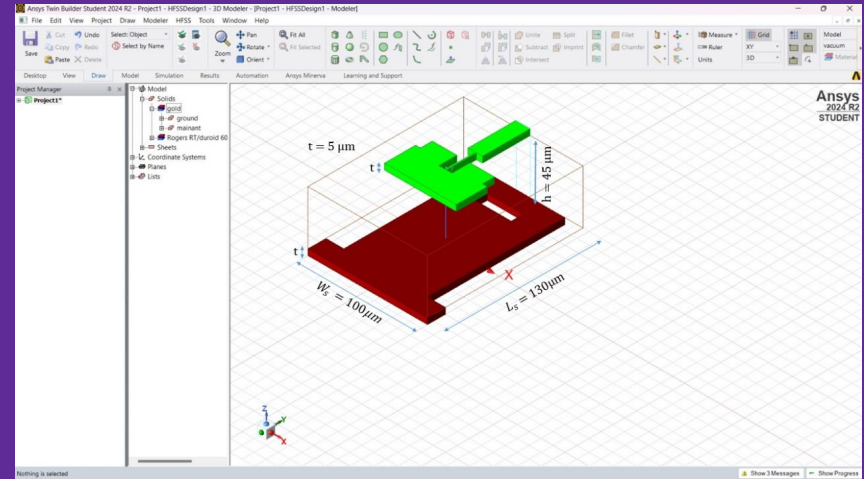 Ansys Twin Builder Student 2024 R2 - Project1 - HFSSDesign1 - 3D Modeler - [Project1 - HFSSDesign1 - Modeler]
File Edit View Project Draw Modeler HFSS Tools Window Help
Save
Cut Undo
Copy Redo
Paste Delete
Select: Object
Select by Name
Zoom
Pan
Rotate
Orient
Fit All
Fit Selected
Unite Split
Subtract Imprint
Intersect
Fillet
Chamfer
Measure
Ruler
Units
Grid
XY
3D
Model
vacuum
Material
Desktop View Draw Model Simulation Results Automation Ansys Minerva Learning and Support
Project Manager
Project1*
Model
Solids
gold
ground
mainant
Rogers RT/duroid 60
Sheets
Coordinate Systems
Planes
Lists
Ansys
2024 R2
STUDENT
t = 5 μm
t
h = 45 μm
t
X
Wₛ = 100μm
Lₛ = 130μm
Z
Y
X
Nothing is selected
Show 3 Messages Show Progress